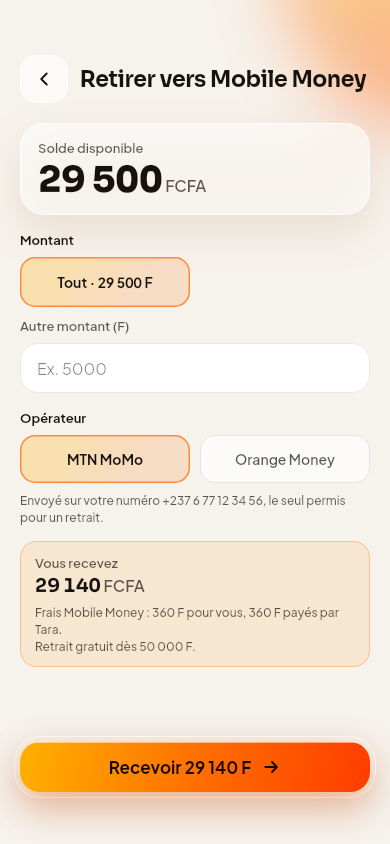 Retirer vers Mobile Money
Solde disponible
29 500 FCFA
Montant
Tout · 29 500 F
Autre montant (F)
Ex. 5000
Opérateur
MTN MoMo
Orange Money
Envoyé sur votre numéro +237 6 77 12 34 56, le seul permis
pour un retrait.
Vous recevez
29 140 FCFA
Frais Mobile Money : 360 F pour vous, 360 F payés par
Tara.
Retrait gratuit dès 50 000 F.
Recevoir 29 140 F →